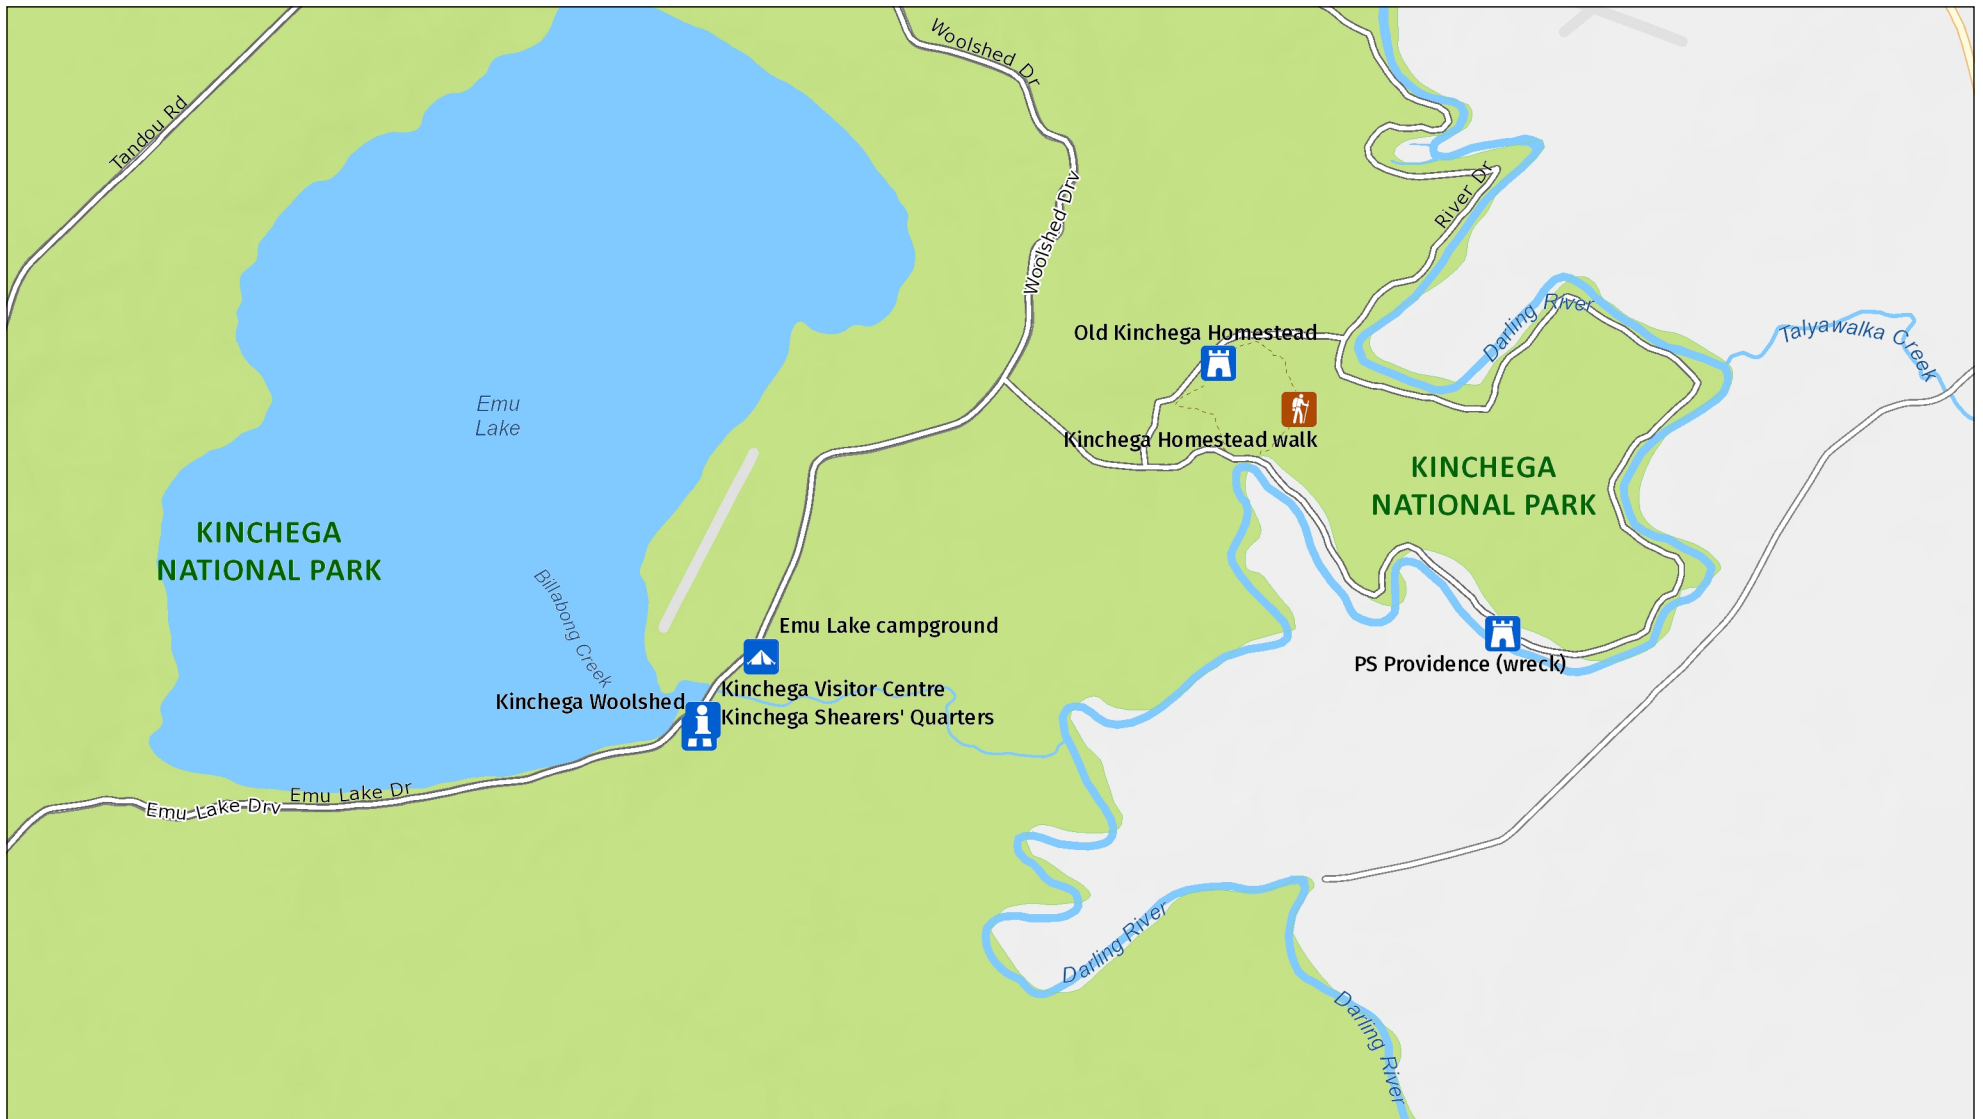 Woolshed Dr
Tandou Rd
Woolshed Drv
River Dr
Darling River
Talyawalka Creek
Old Kinchega Homestead
Emu
Lake
Kinchega Homestead walk
KINCHEGA
NATIONAL PARK
KINCHEGA
NATIONAL PARK
Billabong Creek
Emu Lake campground
PS Providence (wreck)
Kinchega Woolshed
Kinchega Visitor Centre
Kinchega Shearers' Quarters
Emu Lake Dr
Emu Lake Drv
Darling River
Darling River